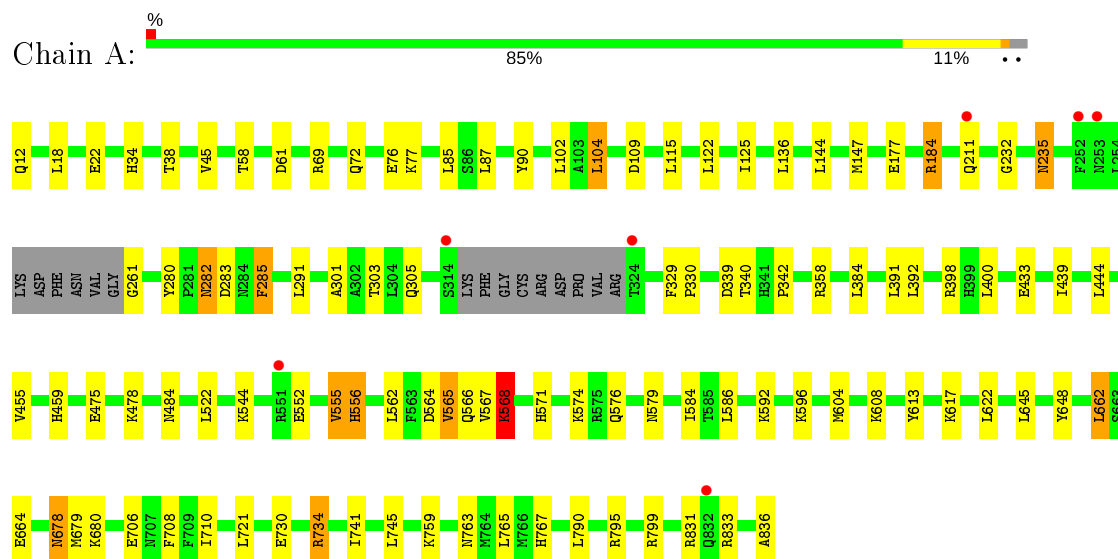 %
Chain A:
85% 11% • •
Q12 L18 E22 H34 T38 V45 T58 D61 R69 Q72 E76 K77 L85 S86 L87 Y90 L102 A103 L104 D109 L115 L122 I125 L136 L144 M147 E177 R184 Q211 G232 N235 F252 N253 L254
LYS ASP PHE ASN VAL GLY G261 Y280 P281 N282 D283 N284 F285 L291 A301 A302 T303 L304 Q305 S314 LYS PHE GLY CYS ARG ASP PRO VAL ARG T324 F329 P330 D339 T340 H341 P342 R358 L384 L391 L392 R398 H399 L400 E433 I439 L444
V455 H459 E475 K478 N484 L522 K544 R551 E552 V555 H556 L562 F563 D564 V565 Q566 V567 K568 H571 K574 R575 Q576 N579 I584 T585 L586 K592 K596 M604 K608 Y613 K617 L622 L645 Y648 L662 S663
E664 N678 M679 K680 E706 N707 F708 F709 I710 L721 E730 R734 I741 L745 K759 N763 M764 L765 M766 H767 L790 R795 R799 R831 Q832 R833 A836